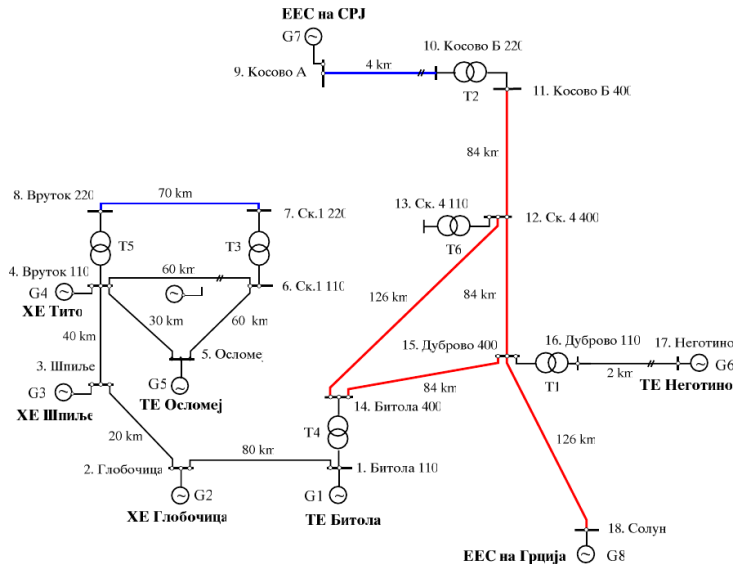 ЕЕС на СРЈ
G7
10. Косово Б 220
9. Косово А
4 km
T2
11. Косово Б 400
84 km
70 km
8. Вруток 220
7. Ск.1 220
13. Ск. 4 110
12. Ск. 4 400
T5
T3
T6
4. Вруток 110
60 km
6. Ск.1 110
G4
ХЕ Тито
126 km
84 km
30 km
60 km
40 km
15. Дуброво 400
16. Дуброво 110
17. Неготино
3. Шпиље
5. Осломеј
G6
G3
G5
T1
2 km
ТЕ Неготино
ХЕ Шпиље
ТЕ Осломеј
84 km
14. Битола 400
20 km
T4
126 km
80 km
2. Глобочица
1. Битола 110
G2
G1
ХЕ Глобочица
ТЕ Битола
18. Солун
ЕЕС на Грција
G8